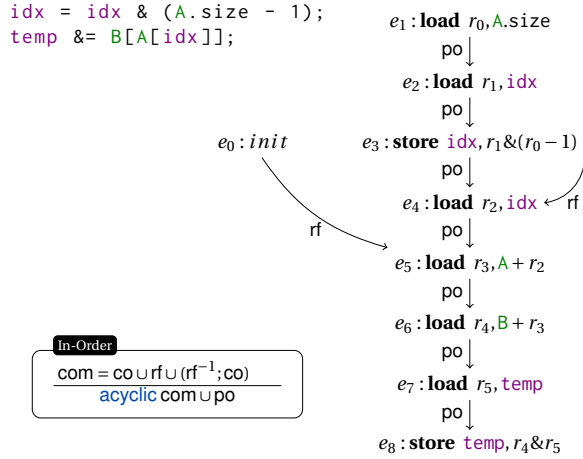 idx = idx & (A.size - 1);
temp &= B[A[idx]];
e₁ : load r₀, A.size
po
e₂ : load r₁, idx
po
e₀ : init
e₃ : store idx, r₁&(r₀ − 1)
po
e₄ : load r₂, idx
rf
rf
po
e₅ : load r₃, A + r₂
po
e₆ : load r₄, B + r₃
po
In-Order
com = co ∪ rf ∪ (rf⁻¹; co)
acyclic com ∪ po
e₇ : load r₅, temp
po
e₈ : store temp, r₄&r₅